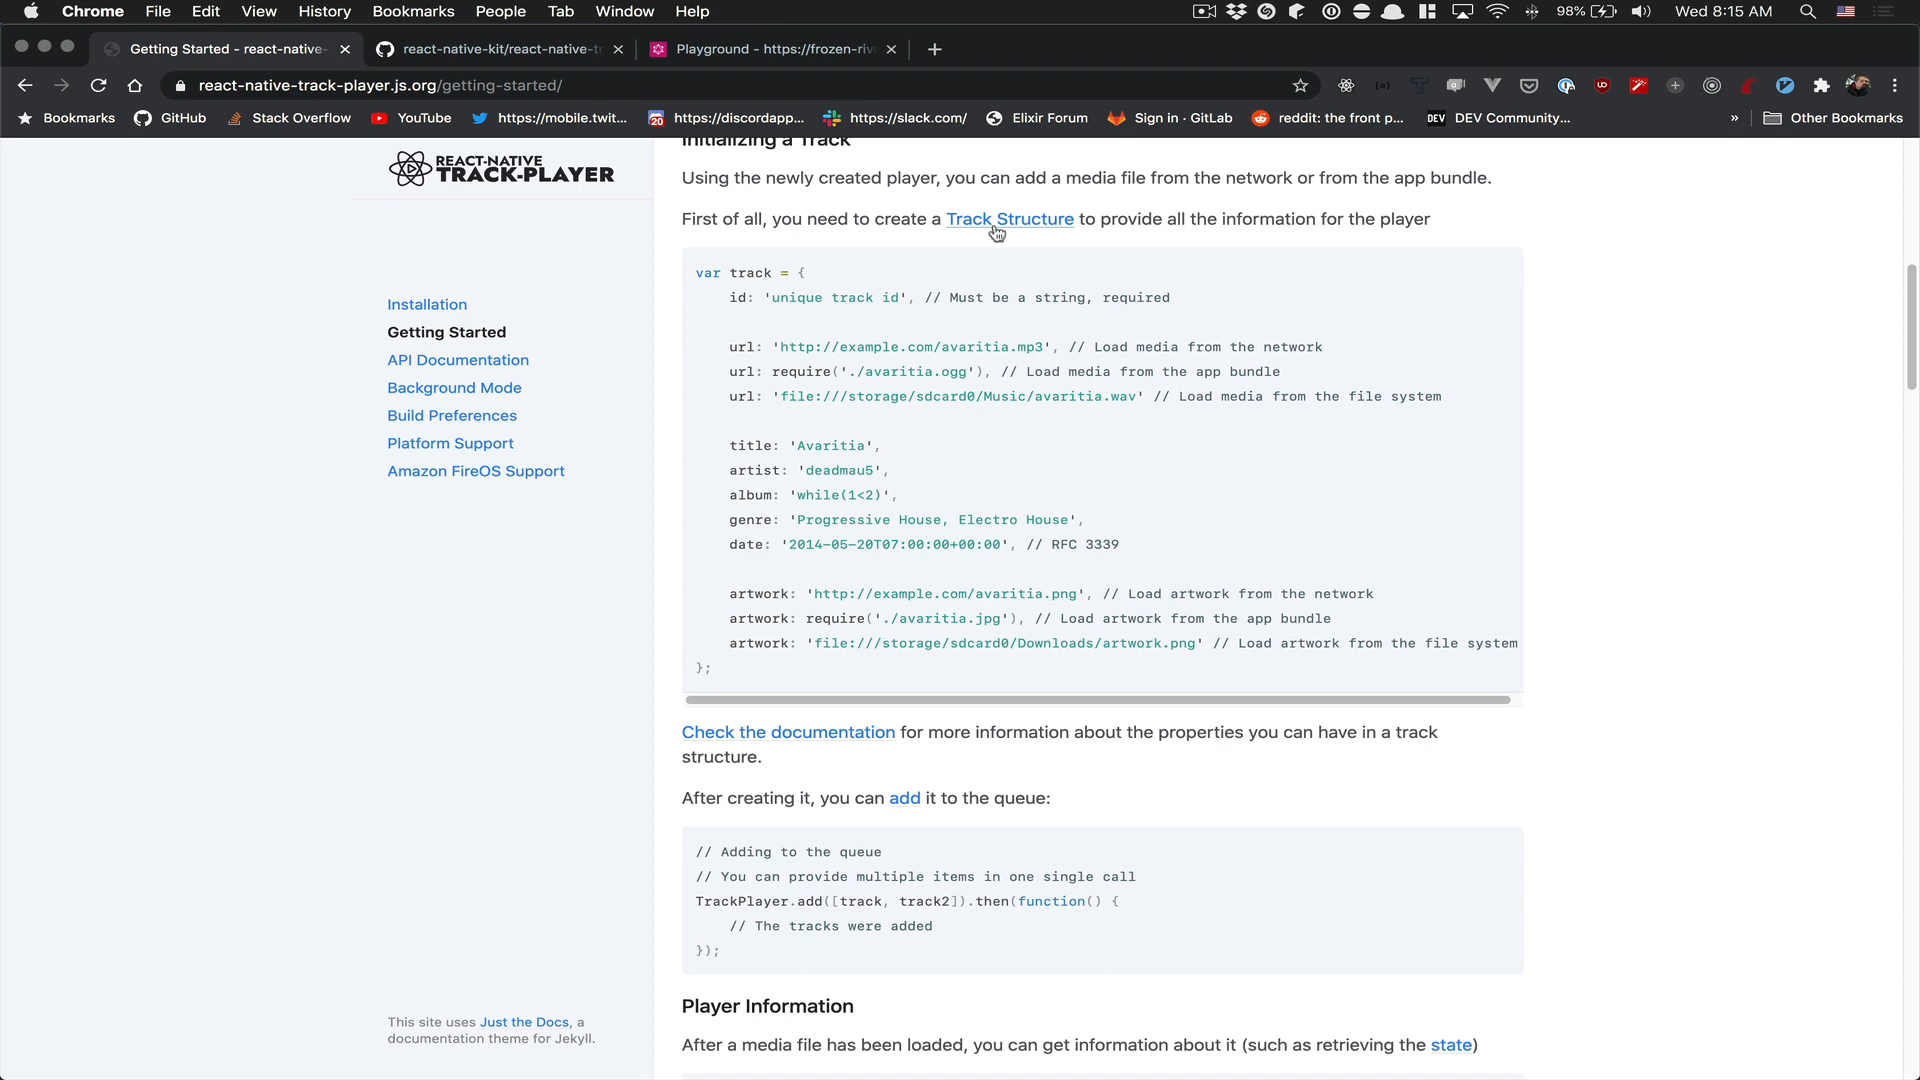 Chrome File Edit View History Bookmarks People Tab Window Help 98% Wed 8:15 AM
Getting Started - react-native- react-native-kit/react-native-tr Playground - https://frozen-rive
react-native-track-player.js.org/getting-started/
Bookmarks GitHub Stack Overflow YouTube https://mobile.twit... 20 https://discordapp... https://slack.com/ Elixir Forum Sign in · GitLab reddit: the front p... DEV DEV Community... » Other Bookmarks
Initializing a Track
REACT-NATIVE
TRACK-PLAYER
Using the newly created player, you can add a media file from the network or from the app bundle.
First of all, you need to create a Track Structure to provide all the information for the player
Installation
Getting Started
API Documentation
Background Mode
Build Preferences
Platform Support
Amazon FireOS Support
var track = {
id: 'unique track id', // Must be a string, required
url: 'http://example.com/avaritia.mp3', // Load media from the network
url: require('./avaritia.ogg'), // Load media from the app bundle
url: 'file:///storage/sdcard0/Music/avaritia.wav' // Load media from the file system
title: 'Avaritia',
artist: 'deadmau5',
album: 'while(1<2)',
genre: 'Progressive House, Electro House',
date: '2014-05-20T07:00:00+00:00', // RFC 3339
artwork: 'http://example.com/avaritia.png', // Load artwork from the network
artwork: require('./avaritia.jpg'), // Load artwork from the app bundle
artwork: 'file:///storage/sdcard0/Downloads/artwork.png' // Load artwork from the file system
};
Check the documentation for more information about the properties you can have in a track
structure.
After creating it, you can add it to the queue:
// Adding to the queue
// You can provide multiple items in one single call
TrackPlayer.add([track, track2]).then(function() {
// The tracks were added
});
Player Information
After a media file has been loaded, you can get information about it (such as retrieving the state)
This site uses Just the Docs, a
documentation theme for Jekyll.